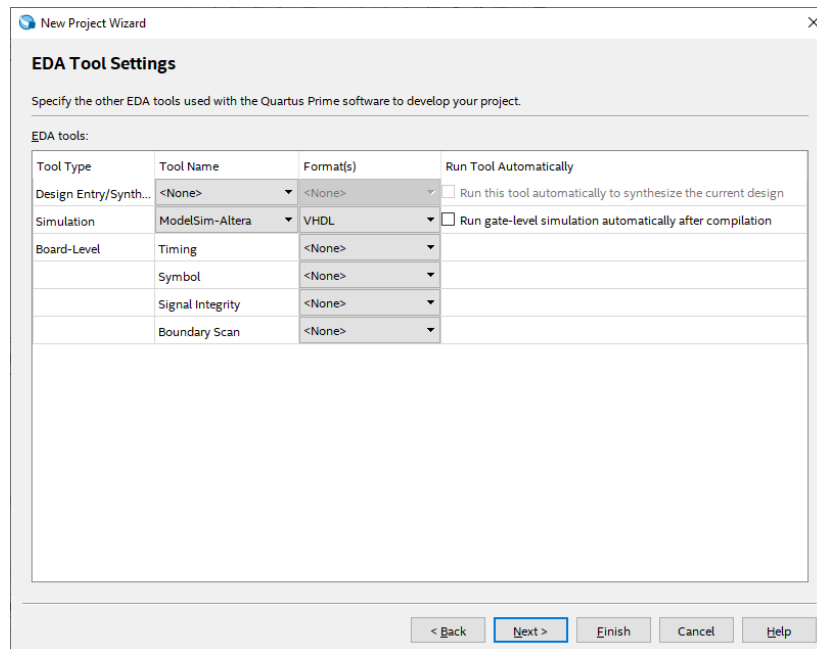 New Project Wizard
EDA Tool Settings
Specify the other EDA tools used with the Quartus Prime software to develop your project.
EDA tools:
Tool Type Tool Name Format(s) Run Tool Automatically
Design Entry/Synth... <None> <None> Run this tool automatically to synthesize the current design
Simulation ModelSim-Altera VHDL Run gate-level simulation automatically after compilation
Board-Level Timing <None>
Symbol <None>
Signal Integrity <None>
Boundary Scan <None>
< Back Next > Finish Cancel Help